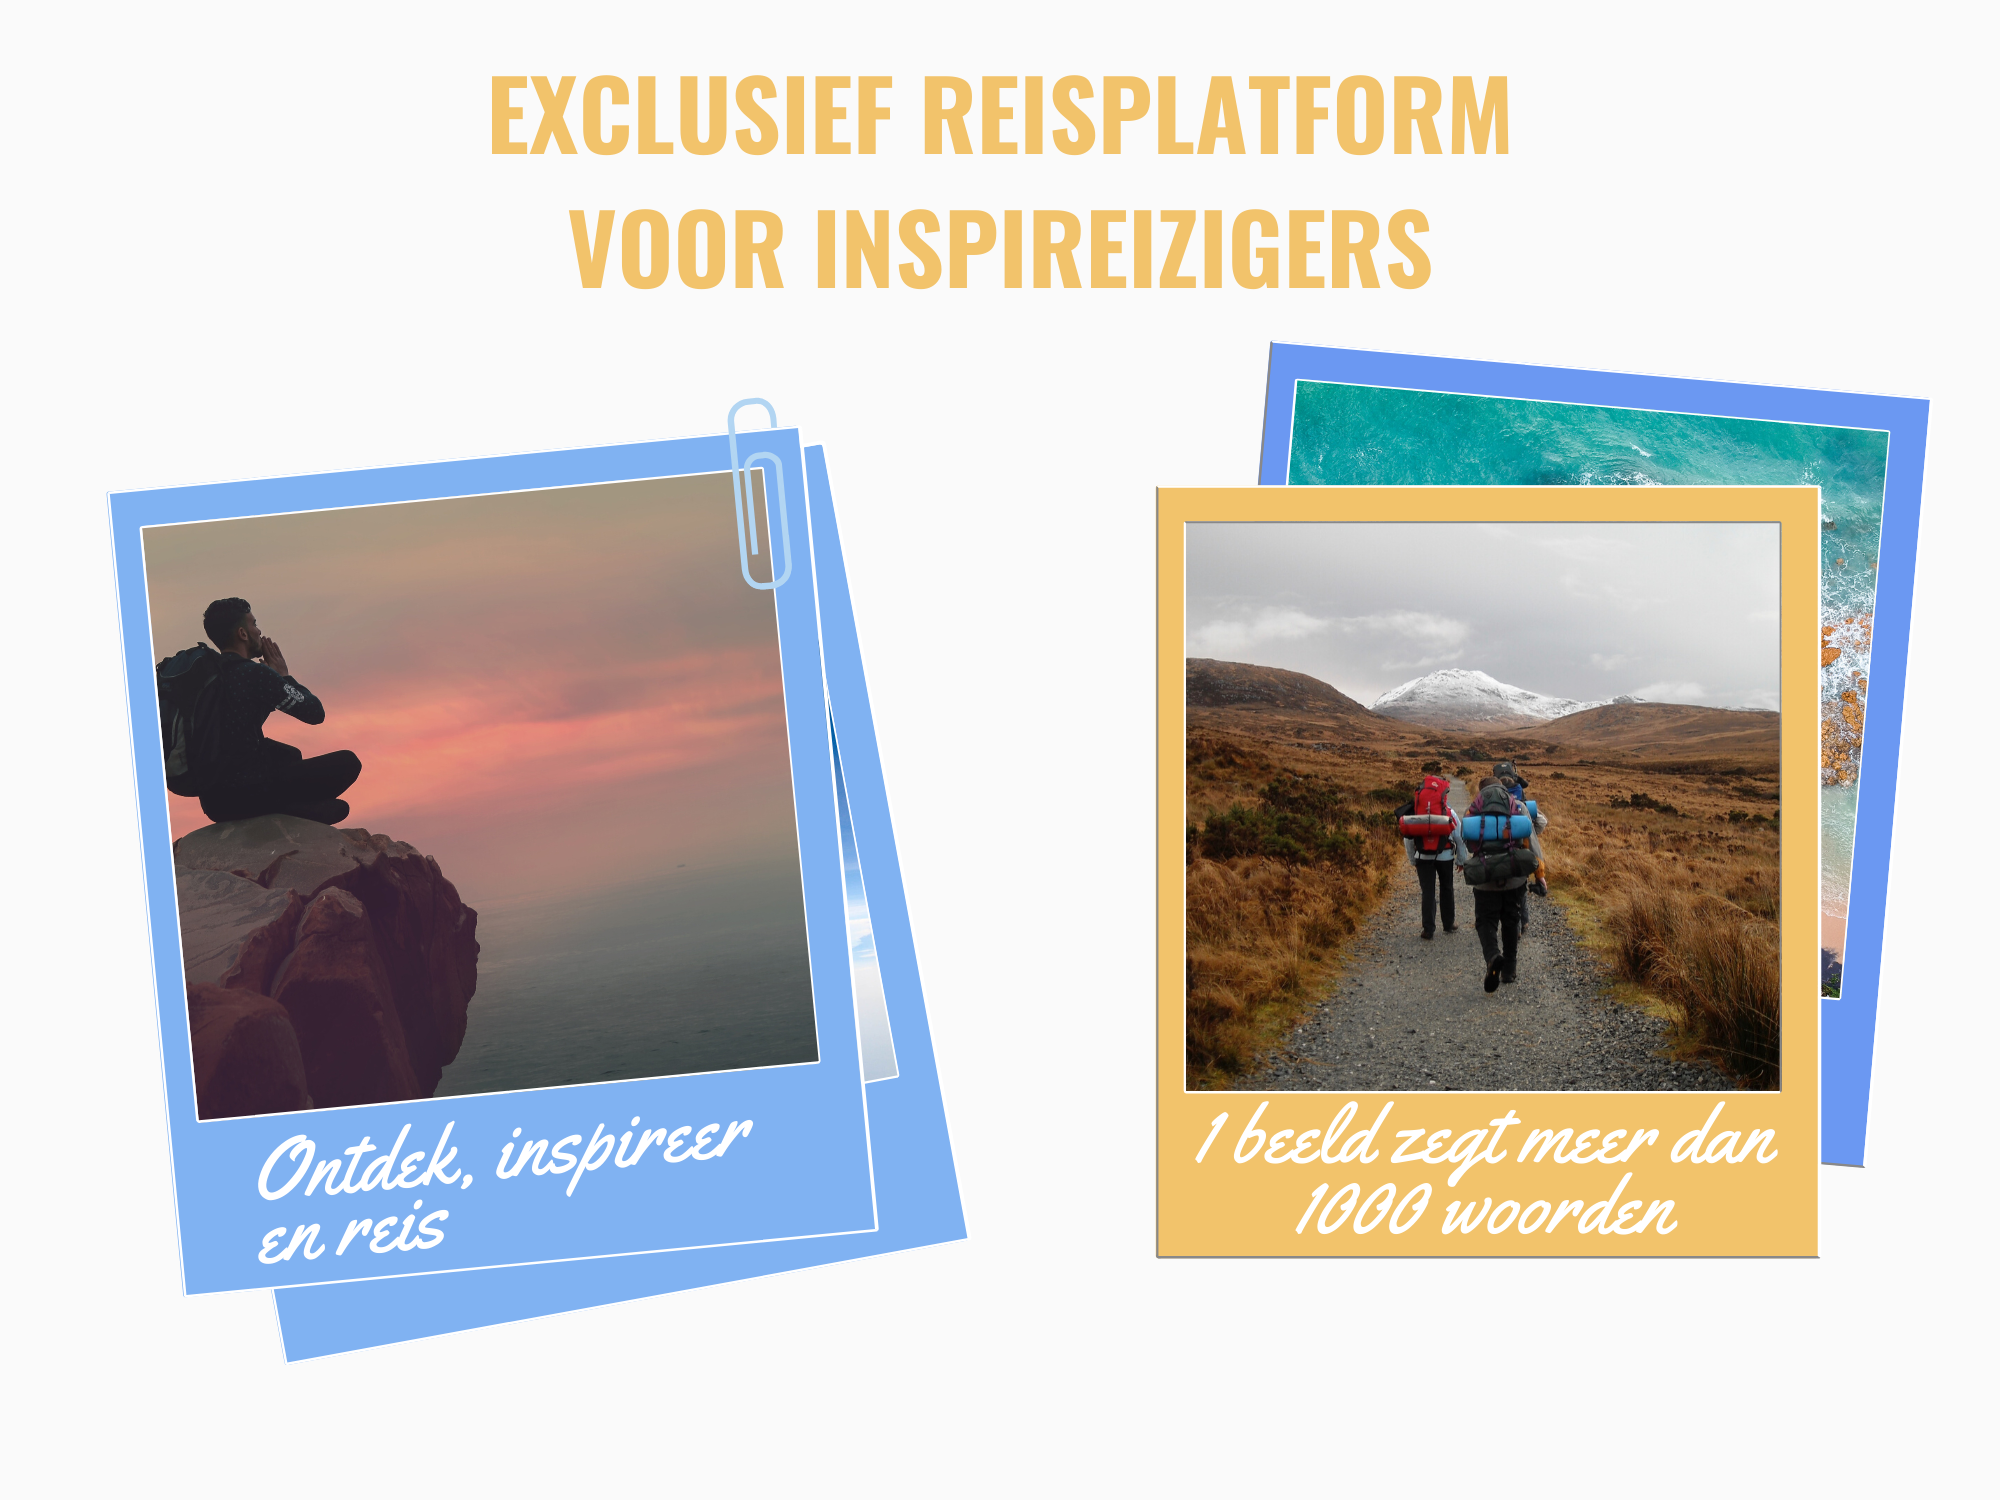 EXCLUSIEF REISPLATFORM
VOOR INSPIREIZIGERS
Ontdek, inspireer
en reis
1 beeld zegt meer dan
1000 woorden